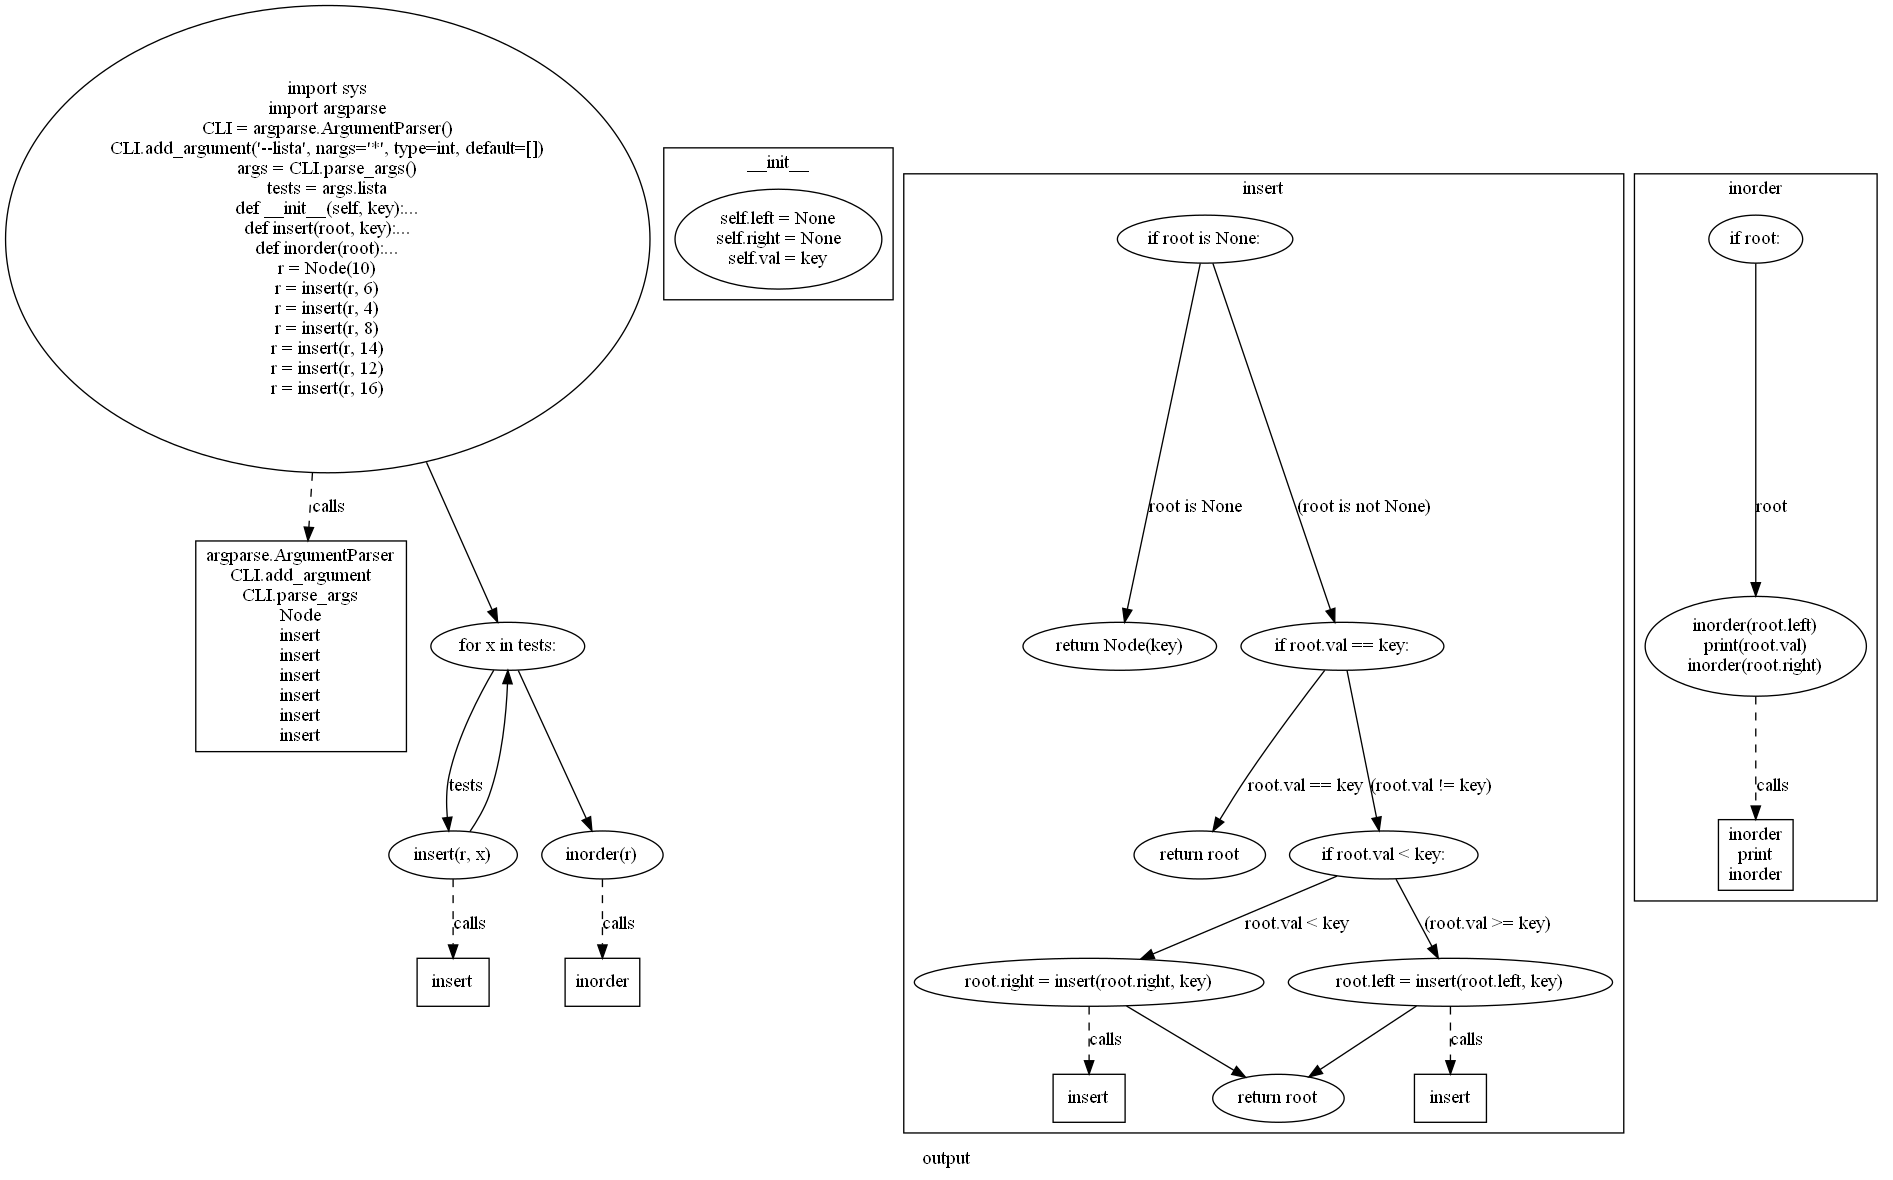 import sys
import argparse
CLI = argparse.ArgumentParser()
CLI.add_argument('--lista', nargs='*', type=int, default=[])
args = CLI.parse_args()
tests = args.lista
def __init__(self, key):...
def insert(root, key):...
def inorder(root):...
r = Node(10)
r = insert(r, 6)
r = insert(r, 4)
r = insert(r, 8)
r = insert(r, 14)
r = insert(r, 12)
r = insert(r, 16)
calls
argparse.ArgumentParser
CLI.add_argument
CLI.parse_args
Node
insert
insert
insert
insert
insert
insert
for x in tests:
tests
insert(r, x)
inorder(r)
calls
calls
insert
inorder
__init__
self.left = None
self.right = None
self.val = key
insert
if root is None:
root is None
(root is not None)
return Node(key)
if root.val == key:
root.val == key
(root.val != key)
return root
if root.val < key:
root.val < key
(root.val >= key)
root.right = insert(root.right, key)
root.left = insert(root.left, key)
calls
calls
insert
return root
insert
inorder
if root:
root
inorder(root.left)
print(root.val)
inorder(root.right)
calls
inorder
print
inorder
output